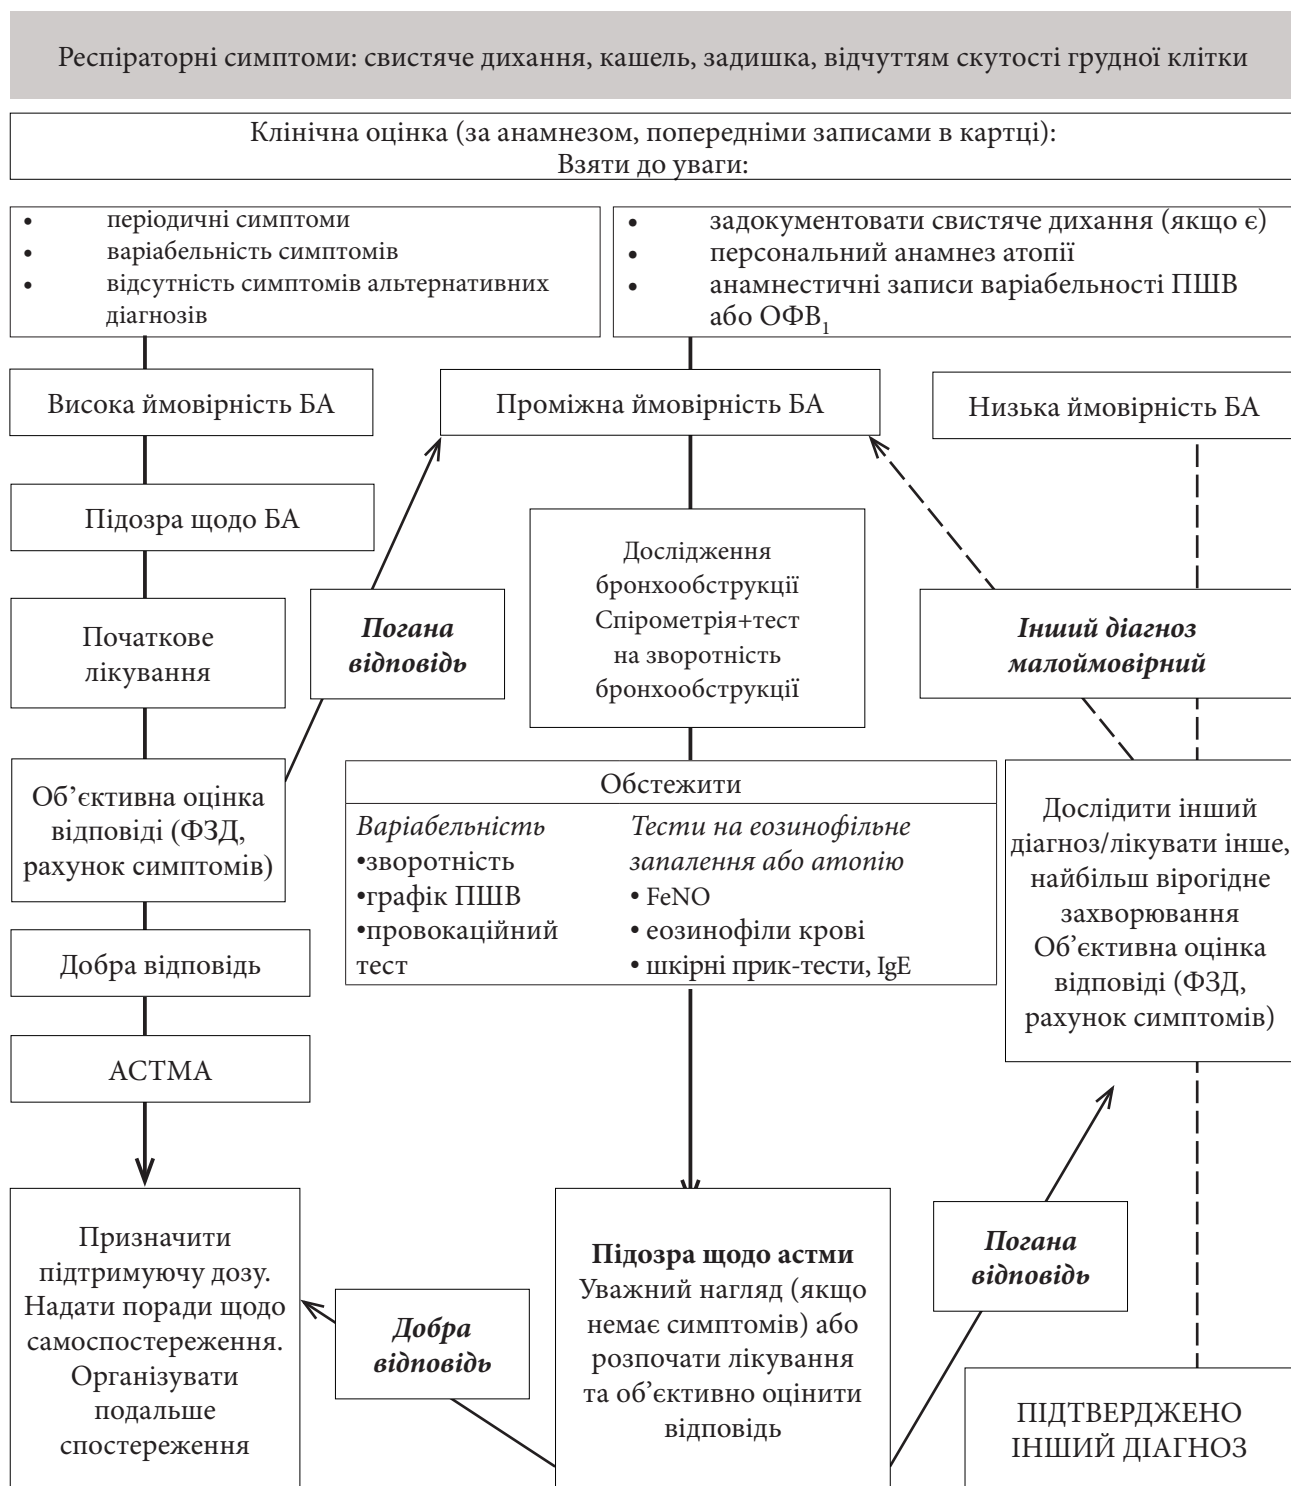 Респіраторні симптоми: свистяче дихання, кашель, задишка, відчуттям скутості грудної клітки
Клінічна оцінка (за анамнезом, попередніми записами в картці):
Взяти до уваги:
• періодичні симптоми
• варіабельність симптомів
• відсутність симптомів альтернативних
діагнозів
• задокументовати свистяче дихання (якщо є)
• персональний анамнез атопії
• анамнестичні записи варіабельності ПШВ
або ОФВ₁
Висока ймовірність БА
Проміжна ймовірність БА
Низька ймовірність БА
Підозра щодо БА
Дослідження
бронхообструкції
Спірометрія+тест
на зворотність
бронхообструкції
Початкове
лікування
Погана
відповідь
Інший діагноз
малоймовірний
Об’єктивна оцінка
відповіді (ФЗД,
рахунок симптомів)
Обстежити
Варіабельність
•зворотність
•графік ПШВ
•провокаційний
тест
Тести на еозинофільне
запалення або атопію
• FeNO
• еозинофіли крові
• шкірні прик-тести, IgE
Дослідити інший
діагноз/лікувати інше,
найбільш вірогідне
захворювання
Об’єктивна оцінка
відповіді (ФЗД,
рахунок симптомів)
Добра відповідь
АСТМА
Призначити
підтримуючу дозу.
Надати поради щодо
самоспостереження.
Організувати
подальше
спостереження
Добра
відповідь
Підозра щодо астми
Уважний нагляд (якщо
немає симптомів) або
розпочати лікування
та об’єктивно оцінити
відповідь
Погана
відповідь
ПІДТВЕРДЖЕНО
ІНШИЙ ДІАГНОЗ